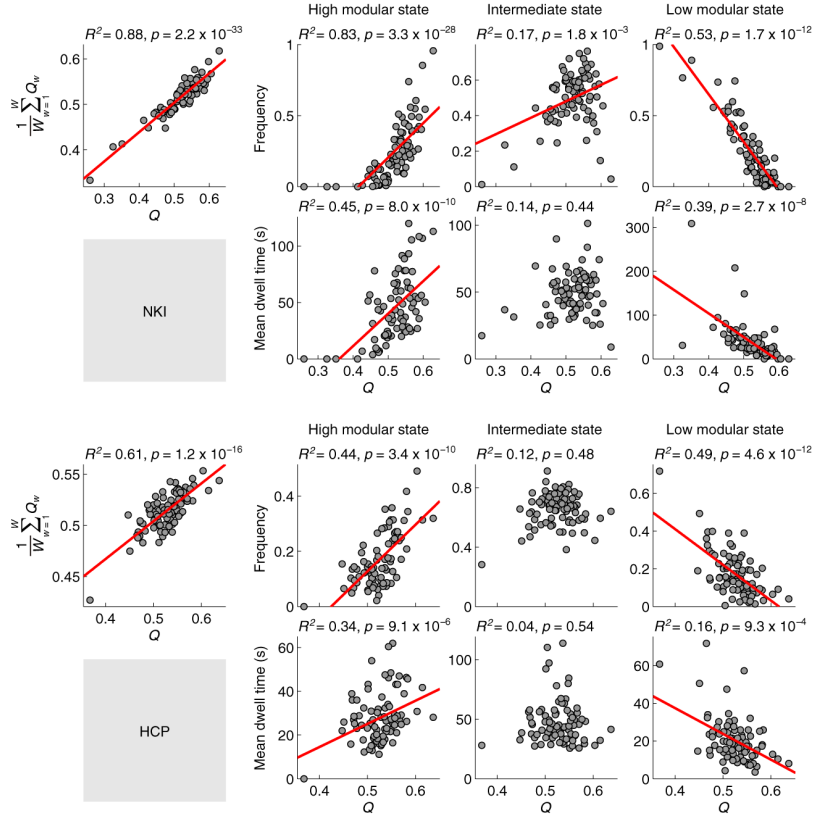 High modular state Intermediate state Low modular state
R² = 0.88, p = 2.2 x 10⁻³³ R² = 0.83, p = 3.3 x 10⁻²⁸ R² = 0.17, p = 1.8 x 10⁻³ R² = 0.53, p = 1.7 x 10⁻¹²
1/W ∑ W w = 1 Qw
0.6
0.5
0.4
0.3 0.4 0.5 0.6
Q
Frequency
1
0.5
0
0.6
0.4
0.2
0
1
0.5
0
R² = 0.45, p = 8.0 x 10⁻¹⁰ R² = 0.14, p = 0.44 R² = 0.39, p = 2.7 x 10⁻⁸
NKI
Mean dwell time (s)
100
50
0
100
50
0
300
200
100
0
0.3 0.4 0.5 0.6 0.3 0.4 0.5 0.6 0.3 0.4 0.5 0.6
Q Q Q
High modular state Intermediate state Low modular state
R² = 0.61, p = 1.2 x 10⁻¹⁶ R² = 0.44, p = 3.4 x 10⁻¹⁰ R² = 0.12, p = 0.48 R² = 0.49, p = 4.6 x 10⁻¹²
1/W ∑ W w = 1 Qw
0.55
0.5
0.45
0.4 0.5 0.6
Q
Frequency
0.4
0.2
0
0.8
0.6
0.4
0
0.6
0.4
0.2
0
R² = 0.34, p = 9.1 x 10⁻⁶ R² = 0.04, p = 0.54 R² = 0.16, p = 9.3 x 10⁻⁴
HCP
Mean dwell time (s)
60
40
20
0
100
50
0
60
40
20
0
0.4 0.5 0.6 0.4 0.5 0.6 0.4 0.5 0.6
Q Q Q